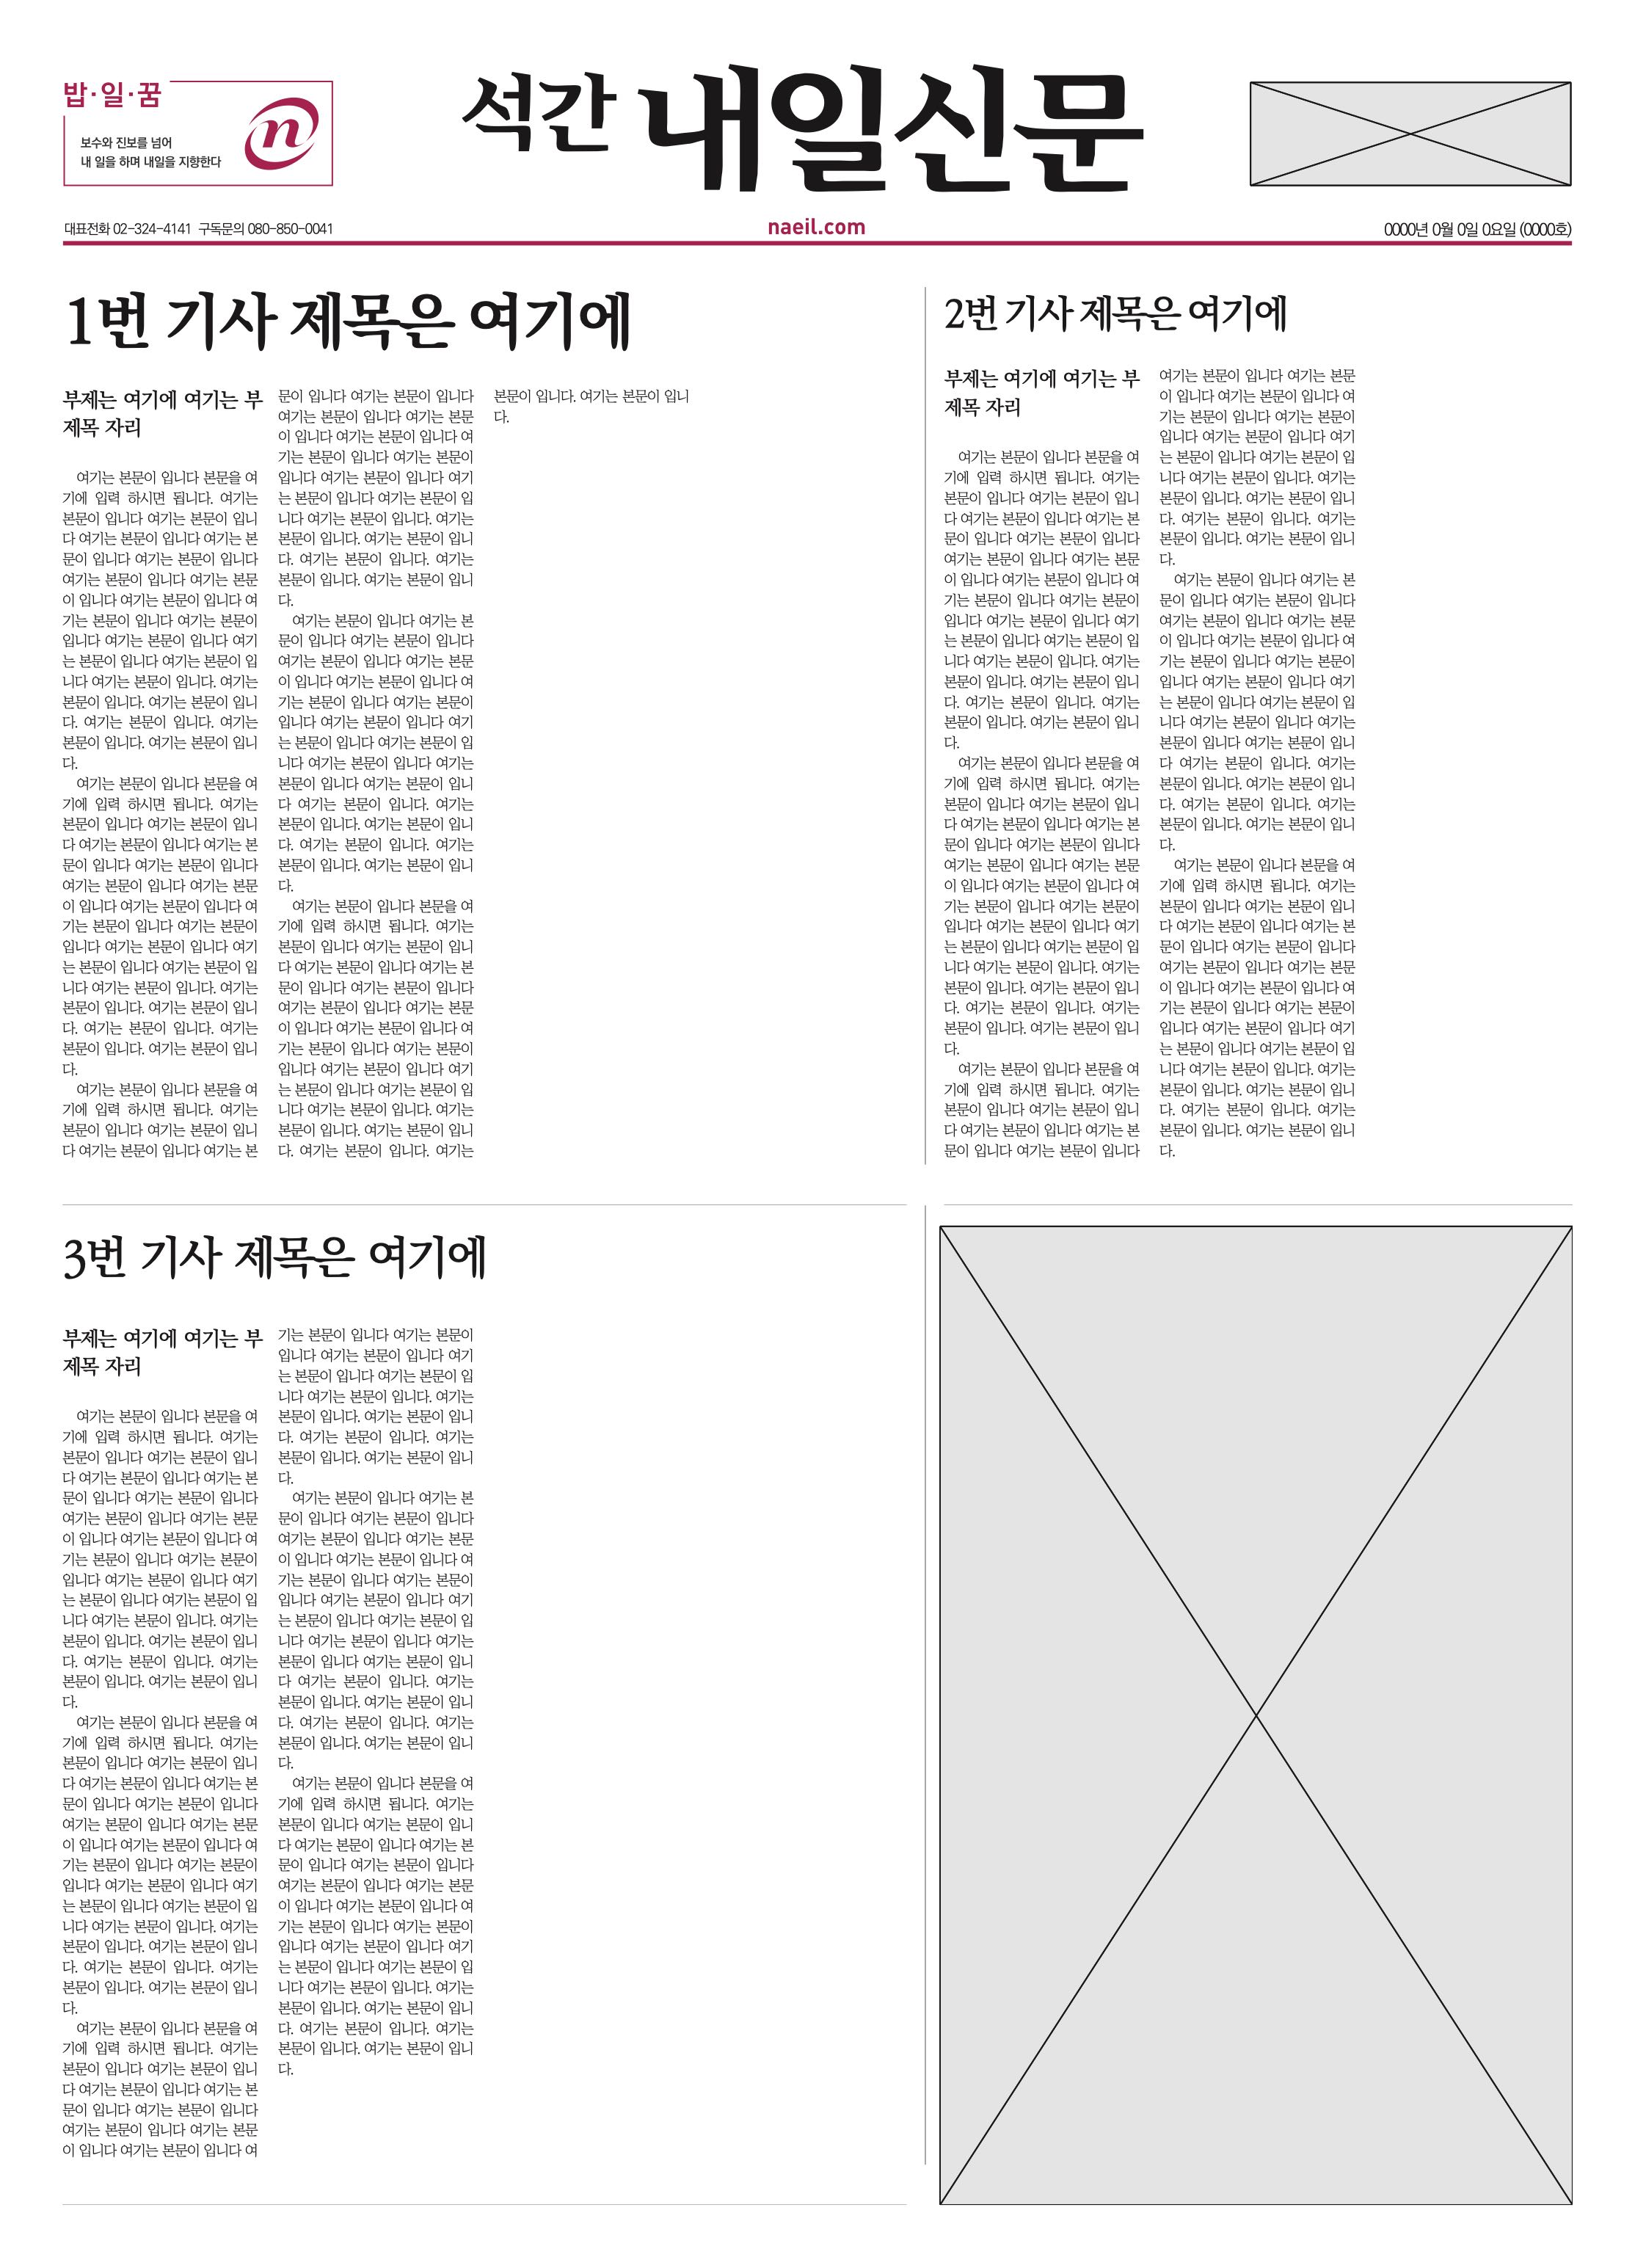 밥·일·꿈
보수와 진보를 넘어
내 일을 하며 내일을 지향한다
n
석간 내일신문
대표전화 02-324-4141 구독문의 080-850-0041
naeil.com
0000년 0월 0일 0요일 (0000호)
1번 기사 제목은 여기에
부제는 여기에 여기는 부
제목 자리
여기는 본문이 입니다 본문을 여
기에 입력 하시면 됩니다. 여기는
본문이 입니다 여기는 본문이 입니
다 여기는 본문이 입니다 여기는 본
문이 입니다 여기는 본문이 입니다
여기는 본문이 입니다 여기는 본문
이 입니다 여기는 본문이 입니다 여
기는 본문이 입니다 여기는 본문이
입니다 여기는 본문이 입니다 여기
는 본문이 입니다 여기는 본문이 입
니다 여기는 본문이 입니다. 여기는
본문이 입니다. 여기는 본문이 입니
다. 여기는 본문이 입니다. 여기는
본문이 입니다. 여기는 본문이 입니
다.
여기는 본문이 입니다 본문을 여
기에 입력 하시면 됩니다. 여기는
본문이 입니다 여기는 본문이 입니
다 여기는 본문이 입니다 여기는 본
문이 입니다 여기는 본문이 입니다
여기는 본문이 입니다 여기는 본문
이 입니다 여기는 본문이 입니다 여
기는 본문이 입니다 여기는 본문이
입니다 여기는 본문이 입니다 여기
는 본문이 입니다 여기는 본문이 입
니다 여기는 본문이 입니다. 여기는
본문이 입니다. 여기는 본문이 입니
다. 여기는 본문이 입니다. 여기는
본문이 입니다. 여기는 본문이 입니
다.
여기는 본문이 입니다 본문을 여
기에 입력 하시면 됩니다. 여기는
본문이 입니다 여기는 본문이 입니
다 여기는 본문이 입니다 여기는 본
문이 입니다 여기는 본문이 입니다
여기는 본문이 입니다 여기는 본문
이 입니다 여기는 본문이 입니다 여
기는 본문이 입니다 여기는 본문이
입니다 여기는 본문이 입니다 여기
는 본문이 입니다 여기는 본문이 입
니다 여기는 본문이 입니다. 여기는
본문이 입니다. 여기는 본문이 입니
다. 여기는 본문이 입니다. 여기는
본문이 입니다. 여기는 본문이 입니
다.
여기는 본문이 입니다 여기는 본
문이 입니다 여기는 본문이 입니다
여기는 본문이 입니다 여기는 본문
이 입니다 여기는 본문이 입니다 여
기는 본문이 입니다 여기는 본문이
입니다 여기는 본문이 입니다 여기
는 본문이 입니다 여기는 본문이 입
니다 여기는 본문이 입니다 여기는
본문이 입니다 여기는 본문이 입니
다 여기는 본문이 입니다. 여기는
본문이 입니다. 여기는 본문이 입니
다. 여기는 본문이 입니다. 여기는
본문이 입니다. 여기는 본문이 입니
다.
여기는 본문이 입니다 본문을 여
기에 입력 하시면 됩니다. 여기는
본문이 입니다 여기는 본문이 입니
다 여기는 본문이 입니다 여기는 본
문이 입니다 여기는 본문이 입니다
여기는 본문이 입니다 여기는 본문
이 입니다 여기는 본문이 입니다 여
기는 본문이 입니다 여기는 본문이
입니다 여기는 본문이 입니다 여기
는 본문이 입니다 여기는 본문이 입
니다 여기는 본문이 입니다. 여기는
본문이 입니다. 여기는 본문이 입니
다. 여기는 본문이 입니다. 여기는
본문이 입니다. 여기는 본문이 입니
다.
2번 기사 제목은 여기에
부제는 여기에 여기는 부
제목 자리
여기는 본문이 입니다 본문을 여
기에 입력 하시면 됩니다. 여기는
본문이 입니다 여기는 본문이 입니
다 여기는 본문이 입니다 여기는 본
문이 입니다 여기는 본문이 입니다
여기는 본문이 입니다 여기는 본문
이 입니다 여기는 본문이 입니다 여
기는 본문이 입니다 여기는 본문이
입니다 여기는 본문이 입니다 여기
는 본문이 입니다 여기는 본문이 입
니다 여기는 본문이 입니다. 여기는
본문이 입니다. 여기는 본문이 입니
다. 여기는 본문이 입니다. 여기는
본문이 입니다. 여기는 본문이 입니
다.
여기는 본문이 입니다 본문을 여
기에 입력 하시면 됩니다. 여기는
본문이 입니다 여기는 본문이 입니
다 여기는 본문이 입니다 여기는 본
문이 입니다 여기는 본문이 입니다
여기는 본문이 입니다 여기는 본문
이 입니다 여기는 본문이 입니다 여
기는 본문이 입니다 여기는 본문이
입니다 여기는 본문이 입니다 여기
는 본문이 입니다 여기는 본문이 입
니다 여기는 본문이 입니다. 여기는
본문이 입니다. 여기는 본문이 입니
다. 여기는 본문이 입니다. 여기는
본문이 입니다. 여기는 본문이 입니
다.
여기는 본문이 입니다 본문을 여
기에 입력 하시면 됩니다. 여기는
본문이 입니다 여기는 본문이 입니
다 여기는 본문이 입니다 여기는 본
문이 입니다 여기는 본문이 입니다
여기는 본문이 입니다 여기는 본문
이 입니다 여기는 본문이 입니다 여
기는 본문이 입니다 여기는 본문이
입니다 여기는 본문이 입니다 여기
는 본문이 입니다 여기는 본문이 입
니다 여기는 본문이 입니다. 여기는
본문이 입니다. 여기는 본문이 입니
다. 여기는 본문이 입니다. 여기는
본문이 입니다. 여기는 본문이 입니
다.
여기는 본문이 입니다 여기는 본
문이 입니다 여기는 본문이 입니다
여기는 본문이 입니다 여기는 본문
이 입니다 여기는 본문이 입니다 여
기는 본문이 입니다 여기는 본문이
입니다 여기는 본문이 입니다 여기
는 본문이 입니다 여기는 본문이 입
니다 여기는 본문이 입니다 여기는
본문이 입니다 여기는 본문이 입니
다 여기는 본문이 입니다. 여기는
본문이 입니다. 여기는 본문이 입니
다. 여기는 본문이 입니다. 여기는
본문이 입니다. 여기는 본문이 입니
다.
여기는 본문이 입니다 본문을 여
기에 입력 하시면 됩니다. 여기는
본문이 입니다 여기는 본문이 입니
다 여기는 본문이 입니다 여기는 본
문이 입니다 여기는 본문이 입니다
여기는 본문이 입니다 여기는 본문
이 입니다 여기는 본문이 입니다 여
기는 본문이 입니다 여기는 본문이
입니다 여기는 본문이 입니다 여기
는 본문이 입니다 여기는 본문이 입
니다 여기는 본문이 입니다. 여기는
본문이 입니다. 여기는 본문이 입니
다. 여기는 본문이 입니다. 여기는
본문이 입니다. 여기는 본문이 입니
다.
3번 기사 제목은 여기에
부제는 여기에 여기는 부
제목 자리
여기는 본문이 입니다 본문을 여
기에 입력 하시면 됩니다. 여기는
본문이 입니다 여기는 본문이 입니
다 여기는 본문이 입니다 여기는 본
문이 입니다 여기는 본문이 입니다
여기는 본문이 입니다 여기는 본문
이 입니다 여기는 본문이 입니다 여
기는 본문이 입니다 여기는 본문이
입니다 여기는 본문이 입니다 여기
는 본문이 입니다 여기는 본문이 입
니다 여기는 본문이 입니다. 여기는
본문이 입니다. 여기는 본문이 입니
다. 여기는 본문이 입니다. 여기는
본문이 입니다. 여기는 본문이 입니
다.
여기는 본문이 입니다 본문을 여
기에 입력 하시면 됩니다. 여기는
본문이 입니다 여기는 본문이 입니
다 여기는 본문이 입니다 여기는 본
문이 입니다 여기는 본문이 입니다
여기는 본문이 입니다 여기는 본문
이 입니다 여기는 본문이 입니다 여
기는 본문이 입니다 여기는 본문이
입니다 여기는 본문이 입니다 여기
는 본문이 입니다 여기는 본문이 입
니다 여기는 본문이 입니다. 여기는
본문이 입니다. 여기는 본문이 입니
다. 여기는 본문이 입니다. 여기는
본문이 입니다. 여기는 본문이 입니
다.
여기는 본문이 입니다 본문을 여
기에 입력 하시면 됩니다. 여기는
본문이 입니다 여기는 본문이 입니
다 여기는 본문이 입니다 여기는 본
문이 입니다 여기는 본문이 입니다
여기는 본문이 입니다 여기는 본문
이 입니다 여기는 본문이 입니다 여
기는 본문이 입니다 여기는 본문이
입니다 여기는 본문이 입니다 여기
는 본문이 입니다 여기는 본문이 입
니다 여기는 본문이 입니다. 여기는
본문이 입니다. 여기는 본문이 입니
다. 여기는 본문이 입니다. 여기는
본문이 입니다. 여기는 본문이 입니
다.
여기는 본문이 입니다 여기는 본
문이 입니다 여기는 본문이 입니다
여기는 본문이 입니다 여기는 본문
이 입니다 여기는 본문이 입니다 여
기는 본문이 입니다 여기는 본문이
입니다 여기는 본문이 입니다 여기
는 본문이 입니다 여기는 본문이 입
니다 여기는 본문이 입니다 여기는
본문이 입니다 여기는 본문이 입니
다 여기는 본문이 입니다. 여기는
본문이 입니다. 여기는 본문이 입니
다. 여기는 본문이 입니다. 여기는
본문이 입니다. 여기는 본문이 입니
다.
여기는 본문이 입니다 본문을 여
기에 입력 하시면 됩니다. 여기는
본문이 입니다 여기는 본문이 입니
다 여기는 본문이 입니다 여기는 본
문이 입니다 여기는 본문이 입니다
여기는 본문이 입니다 여기는 본문
이 입니다 여기는 본문이 입니다 여
기는 본문이 입니다 여기는 본문이
입니다 여기는 본문이 입니다 여기
는 본문이 입니다 여기는 본문이 입
니다 여기는 본문이 입니다. 여기는
본문이 입니다. 여기는 본문이 입니
다. 여기는 본문이 입니다. 여기는
본문이 입니다. 여기는 본문이 입니
다.